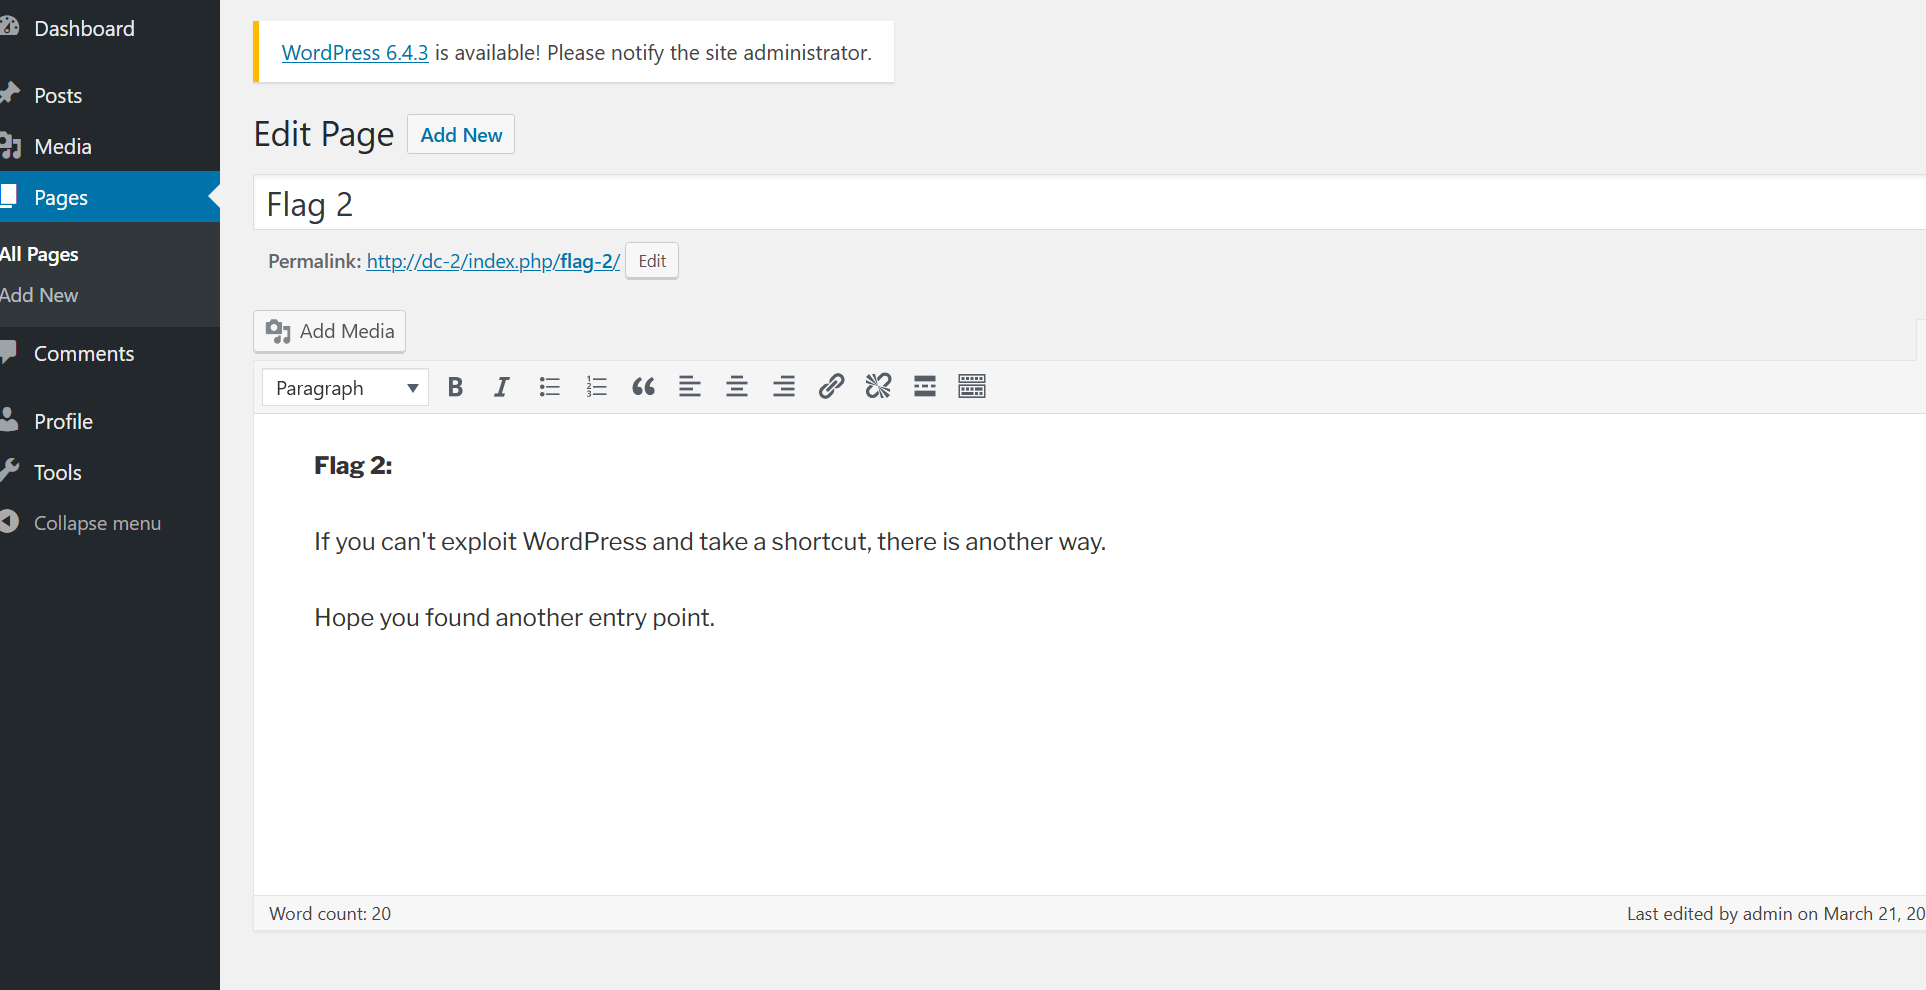 Dashboard
Posts
Media
Pages
All Pages
Add New
Comments
Profile
Tools
Collapse menu
WordPress 6.4.3 is available! Please notify the site administrator.
Edit Page Add New
Flag 2
Permalink: http://dc-2/index.php/flag-2/ Edit
Add Media
Paragraph
Flag 2:
If you can't exploit WordPress and take a shortcut, there is another way.
Hope you found another entry point.
Word count: 20
Last edited by admin on March 21, 20